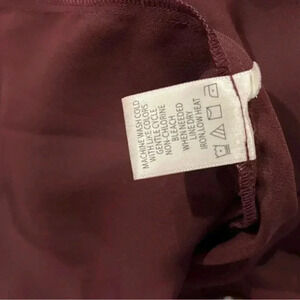 MACHINE WASH COLD
WITH LIKE COLORS
GENTLE CYCLE
NON-CHLORINE
BLEACH
WHEN NEEDED
LINE DRY
IRON, LOW HEAT